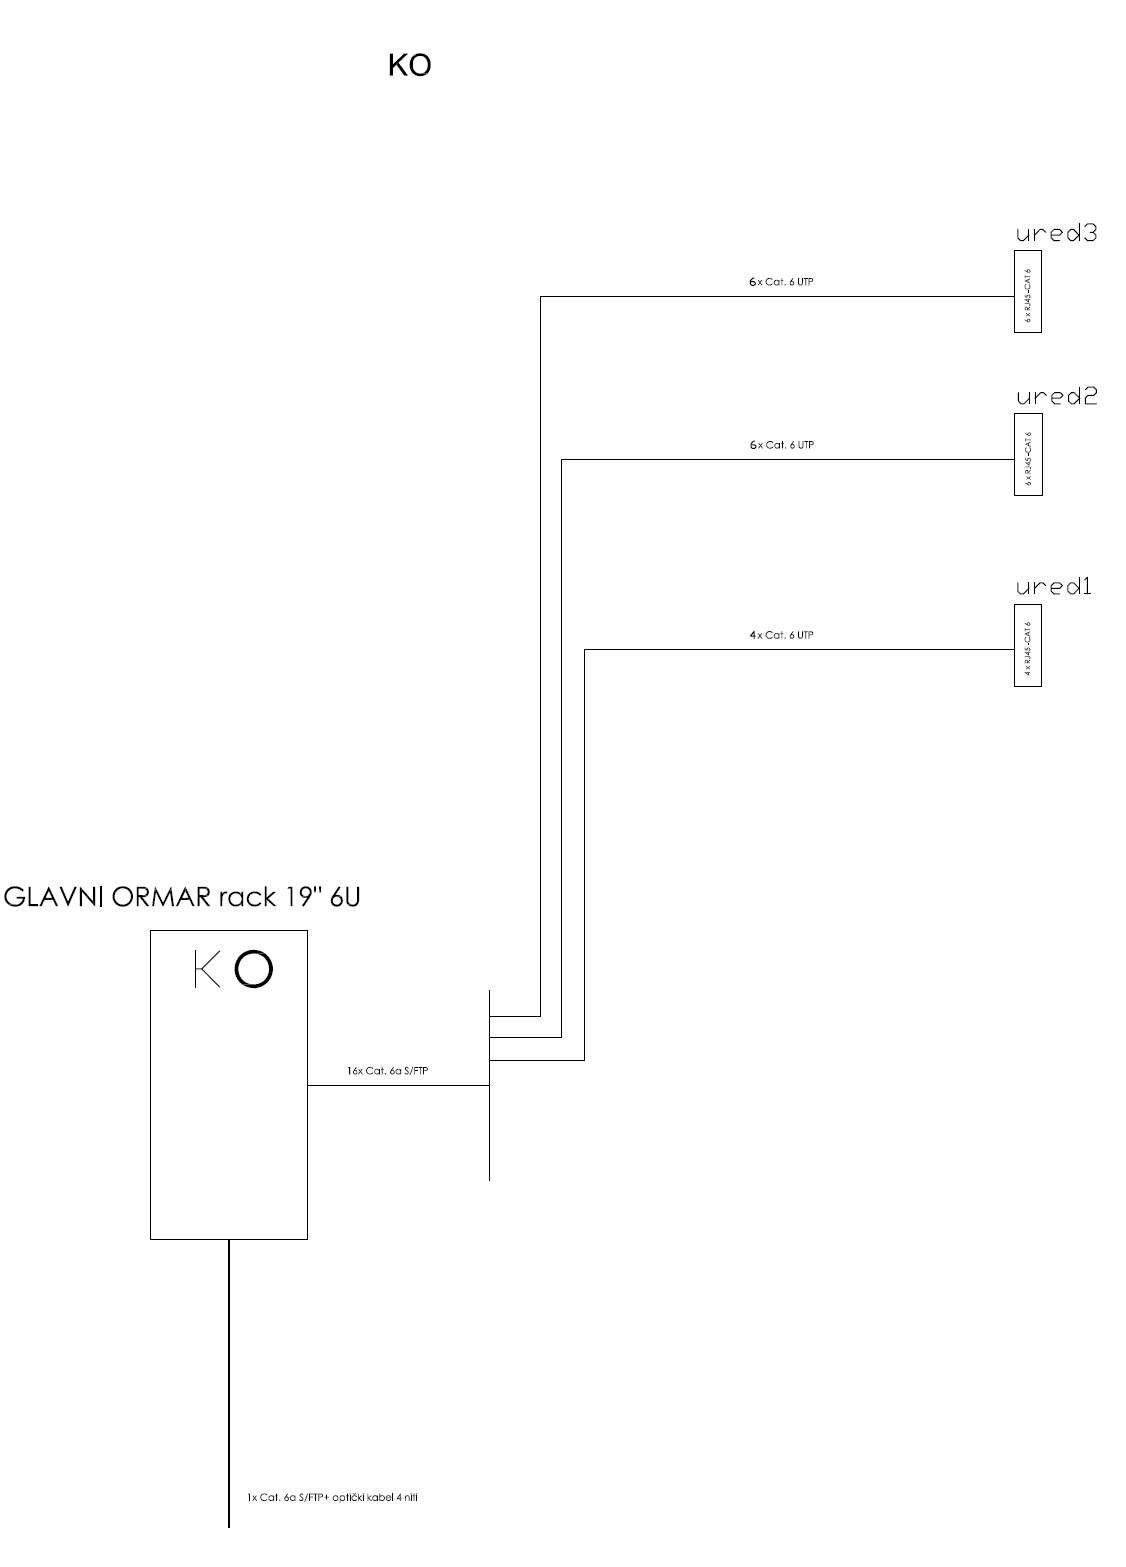 KO
ured3
6x Cat. 6 UTP
6 x RJ45-CAT 6
ured2
6x Cat. 6 UTP
6 x RJ45-CAT 6
ured1
4x Cat. 6 UTP
4 x RJ45-CAT 6
GLAVNI ORMAR rack 19" 6U
KO
16x Cat. 6a S/FTP
1x Cat. 6a S/FTP+ optički kabel 4 niti